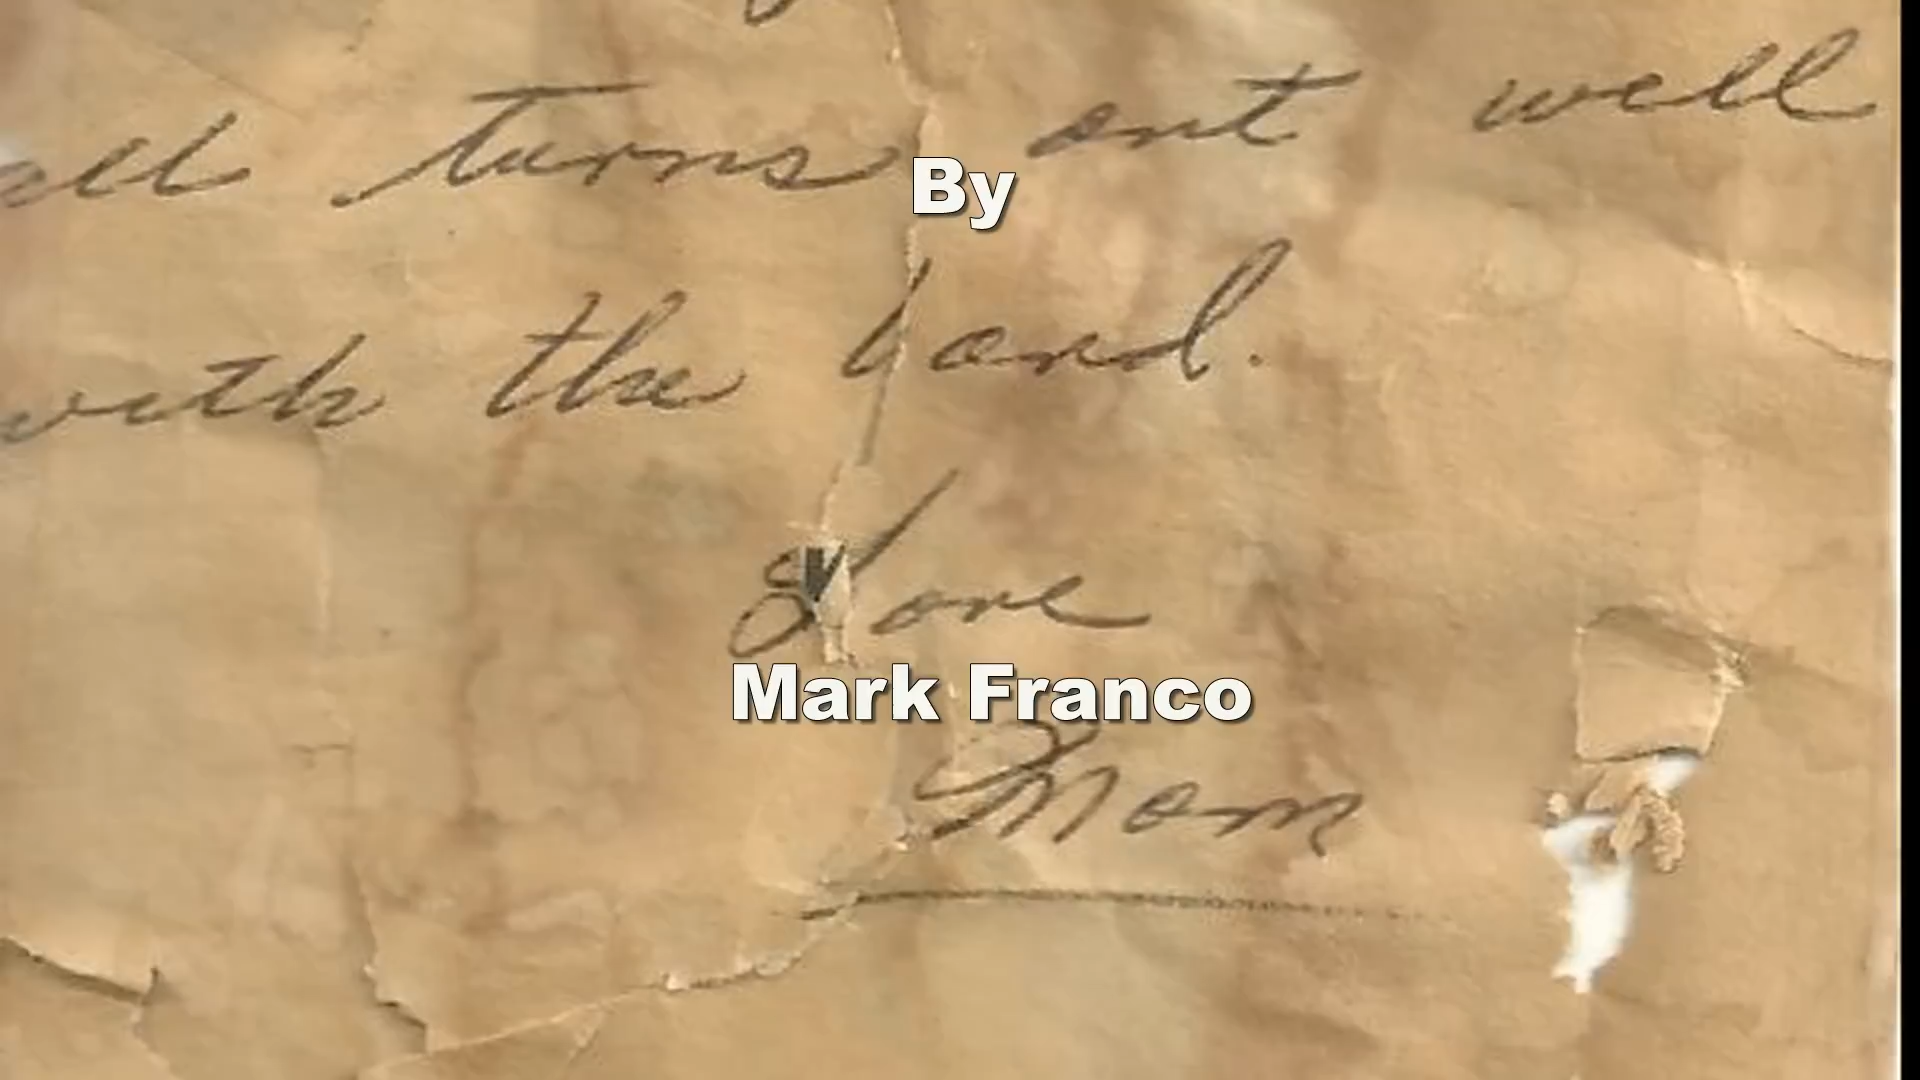 all turns out well
By
with the band.
Love
Mark Franco
Mom